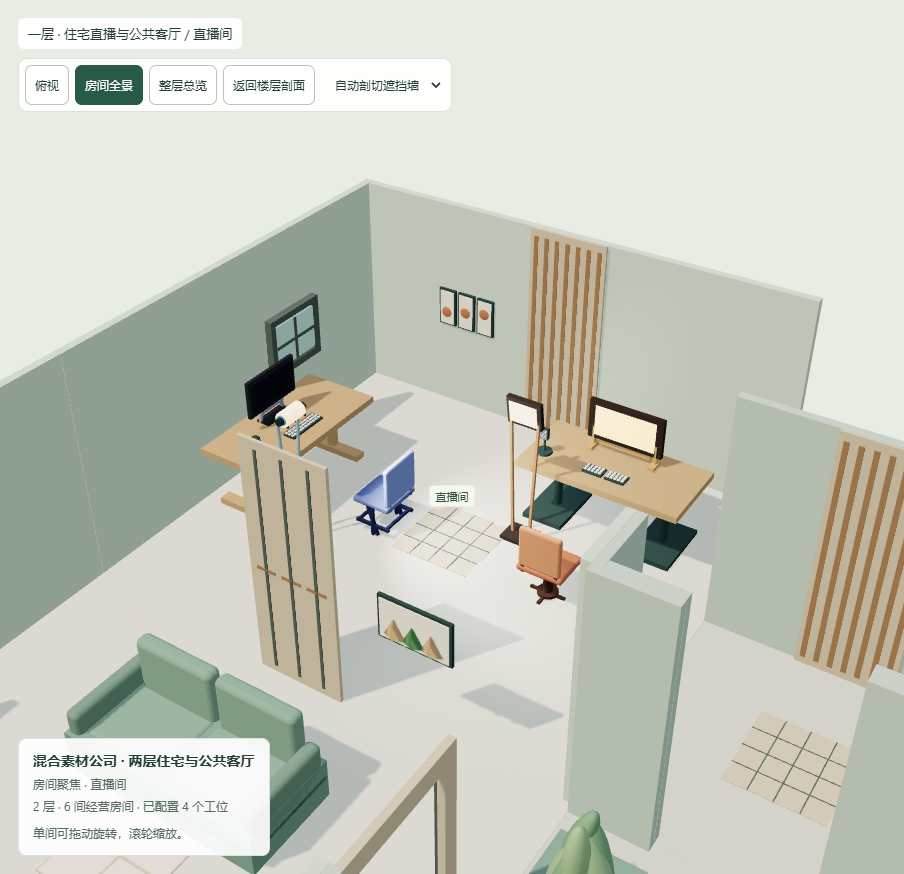 一层 · 住宅直播与公共客厅 / 直播间
俯视 房间全景 整层总览 返回楼层剖面 自动剖切遮挡墙
直播间
混合素材公司 · 两层住宅与公共客厅
房间聚焦 · 直播间
2 层 · 6 间经营房间 · 已配置 4 个工位
单间可拖动旋转，滚轮缩放。